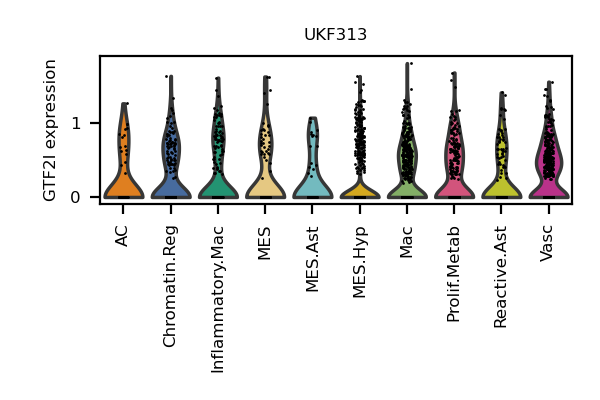 UKF313
GTF2I expression
1
0
AC
Chromatin.Reg
Inflammatory.Mac
MES
MES.Ast
MES.Hyp
Mac
Prolif.Metab
Reactive.Ast
Vasc